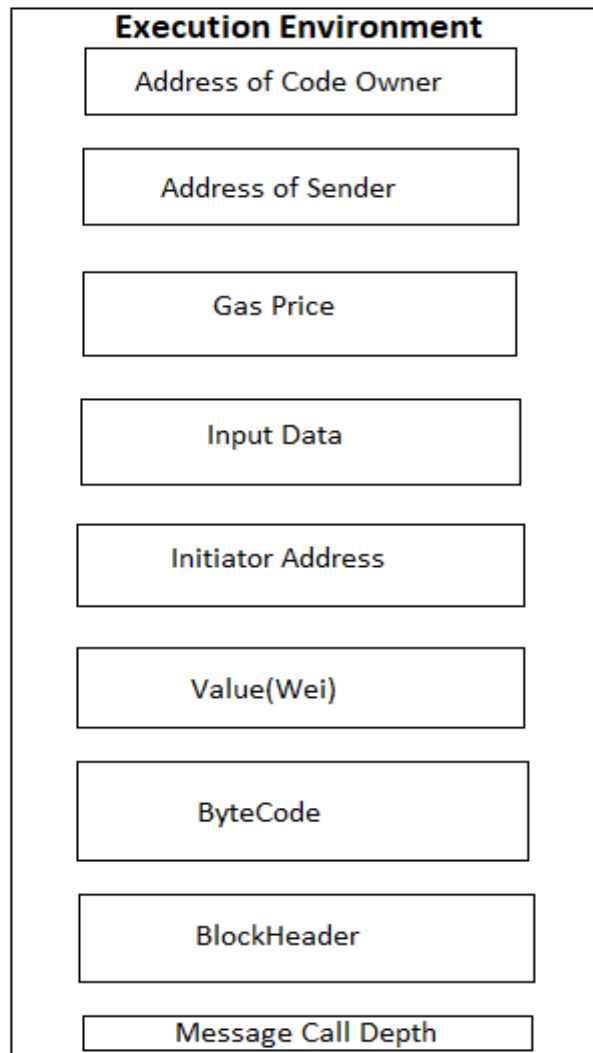 Execution Environment
Address of Code Owner
Address of Sender
Gas Price
Input Data
Initiator Address
Value(Wei)
ByteCode
BlockHeader
Message Call Depth